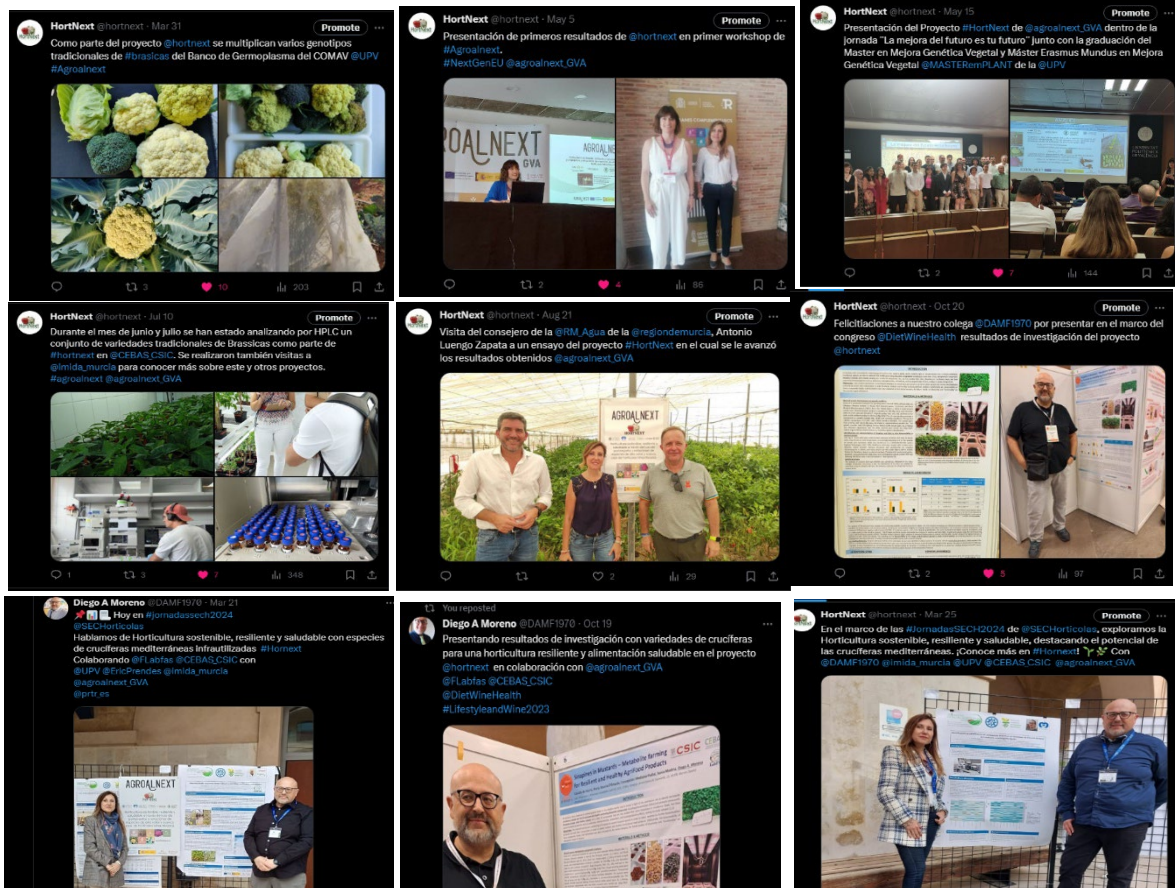 HortNext @hortnext · Mar 31
Promote
Como parte del proyecto @hortnext se multiplican varios genotipos
tradicionales de #brasicas del Banco de Germoplasma del COMAV @UPV
#Agroalnext
3
10
203
HortNext @hortnext · May 5
Promote
Presentación de primeros resultados de @hortnext en primer workshop de
#Agroalnext.
#NextGenEU @agroalnext_GVA
ROALNEXT
GVA
AGROALNE
2
4
86
HortNext @hortnext · May 15
Promote
Presentación del Proyecto #HortNext de @agroalnext_GVA dentro de la
jornada "La mejora del futuro es tu futuro" junto con la graduación del
Master en Mejora Genética Vegetal y Máster Erasmus Mundus en Mejora
Genética Vegetal @MASTERemPLANT de la @UPV
2
7
144
HortNext @hortnext · Jul 10
Promote
Durante el mes de junio y julio se han estado analizando por HPLC un
conjunto de variedades tradicionales de Brassicas como parte de
#hortnext en @CEBAS_CSIC. Se realizaron también visitas a
@imida_murcia para conocer más sobre este y otros proyectos.
#agroalnext @agroalnext_GVA
1
3
7
348
HortNext @hortnext · Aug 21
Promote
Visita del consejero de la @RM_Agua de la @regiondemurcia, Antonio
Luengo Zapata a un ensayo del proyecto #HortNext en el cual se le avanzó
los resultados obtenidos @agroalnext_GVA
AGROALNEXT
2
29
HortNext @hortnext · Oct 20
Promote
Felicitiaciones a nuestro colega @DAMF1970 por presentar en el marco del
congreso @DietWineHealth resultados de investigación del proyecto
@hortnext
2
5
97
Diego A Moreno @DAMF1970 · Mar 21
Hoy en #jornadassech2024
@SECHortícolas
Hablamos de Horticultura sostenible, resiliente y saludable con especies
de crucíferas mediterráneas infrautilizadas #Hornext
Colaborando @FLabfas @CEBAS_CSIC con
@UPV @EricPrendes @imida_murcia
@agroalnext_GVA
@prtr_es
AGROALNEXT
You reposted
Diego A Moreno @DAMF1970 · Oct 19
Presentando resultados de investigación con variedades de crucíferas
para una horticultura resiliente y alimentación saludable en el proyecto
@hortnext en colaboración con @agroalnext_GVA
@FLabfas @CEBAS_CSIC
@DietWineHealth
#LifestyleandWine2023
CSIC
CEBAS
for Resilient and Healthy Agrifood Products
HortNext @hortnext · Mar 25
Promote
En el marco de las #JornadasSECH2024 de @SECHortícolas, exploramos la
Horticultura sostenible, resiliente y saludable, destacando el potencial de
las crucíferas mediterráneas. ¡Conoce más en #Hornext! Con
@DAMF1970 @imida_murcia @UPV @CEBAS_CSIC @agroalnext_GVA